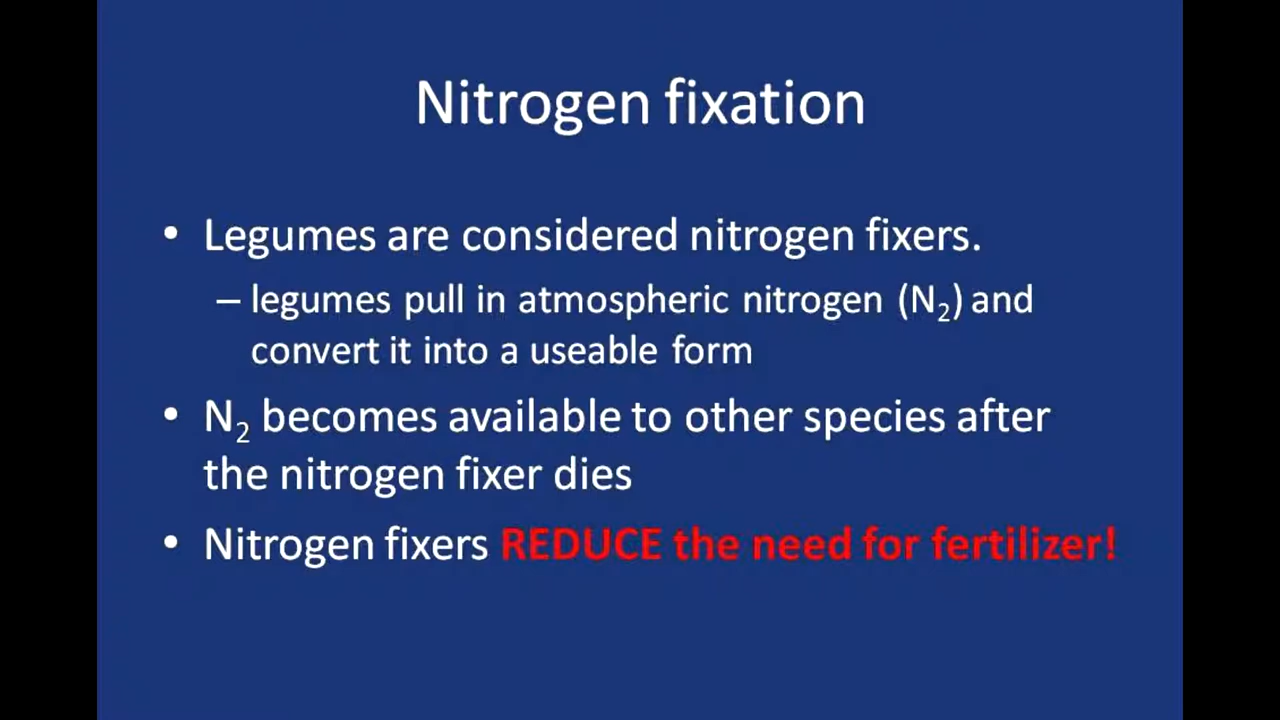 Nitrogen fixation
• Legumes are considered nitrogen fixers.
– legumes pull in atmospheric nitrogen (N₂) and
convert it into a useable form
• N₂ becomes available to other species after
the nitrogen fixer dies
• Nitrogen fixers REDUCE the need for fertilizer!